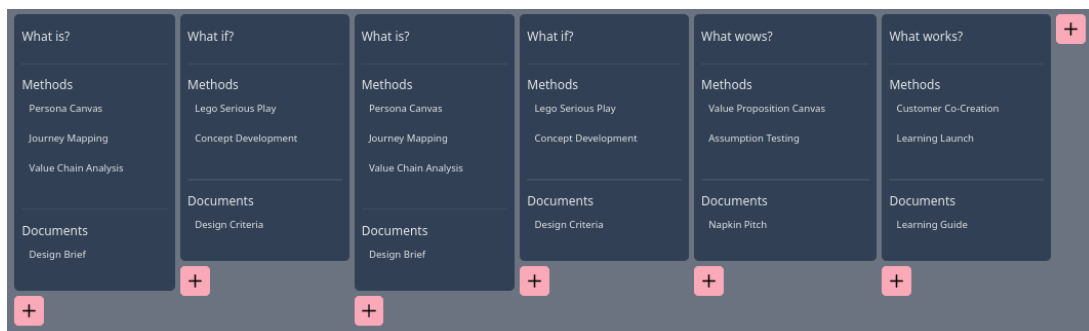 What is?
Methods
Persona Canvas
Journey Mapping
Value Chain Analysis
Documents
Design Brief
What if?
Methods
Lego Serious Play
Concept Development
Documents
Design Criteria
What is?
Methods
Persona Canvas
Journey Mapping
Value Chain Analysis
Documents
Design Brief
What if?
Methods
Lego Serious Play
Concept Development
Documents
Design Criteria
What wows?
Methods
Value Proposition Canvas
Assumption Testing
Documents
Napkin Pitch
What works?
Methods
Customer Co-Creation
Learning Launch
Documents
Learning Guide